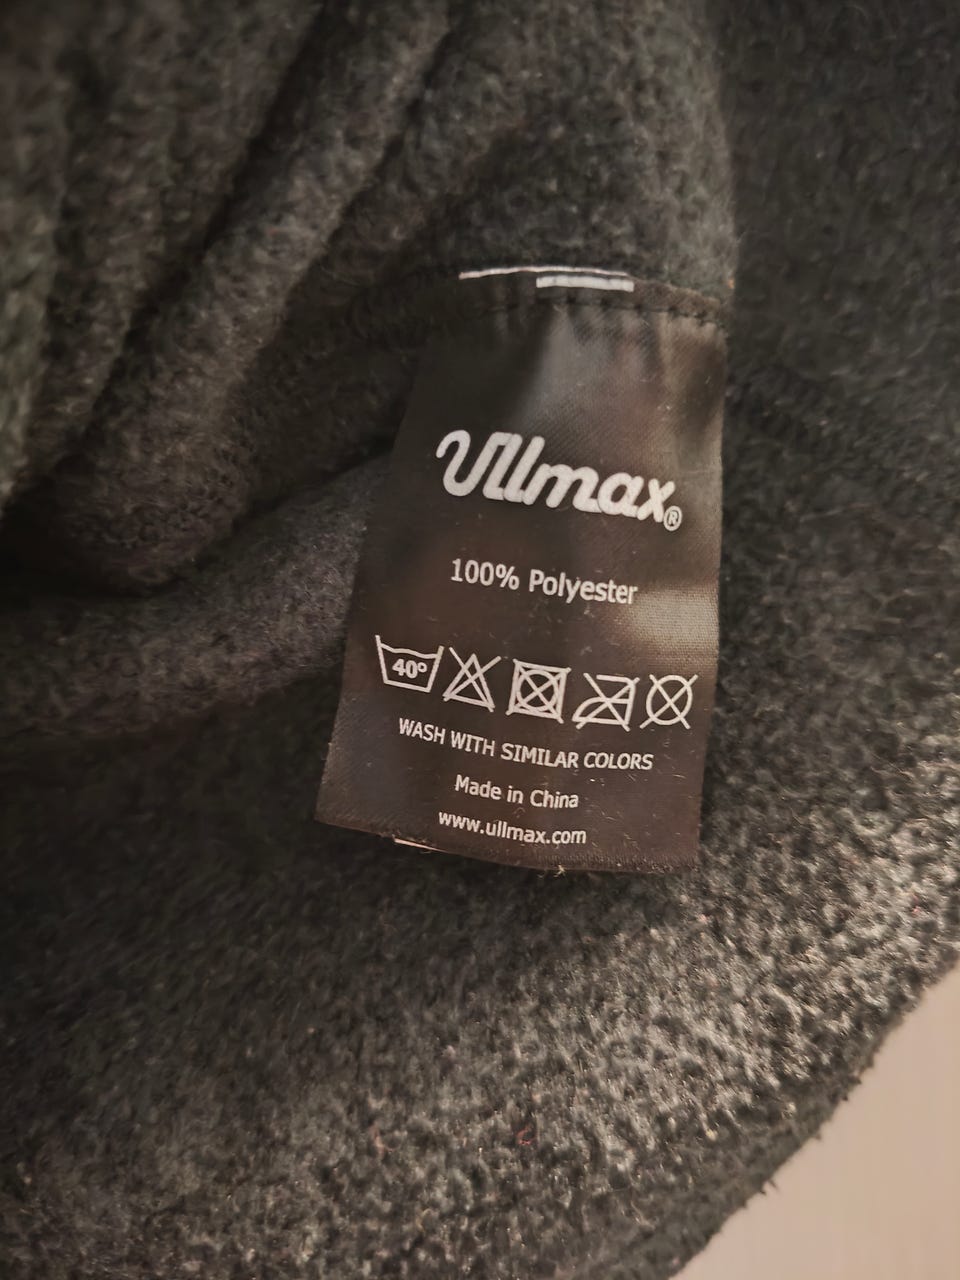 Ullmax®
100% Polyester
40°
WASH WITH SIMILAR COLORS
Made in China
www.ullmax.com